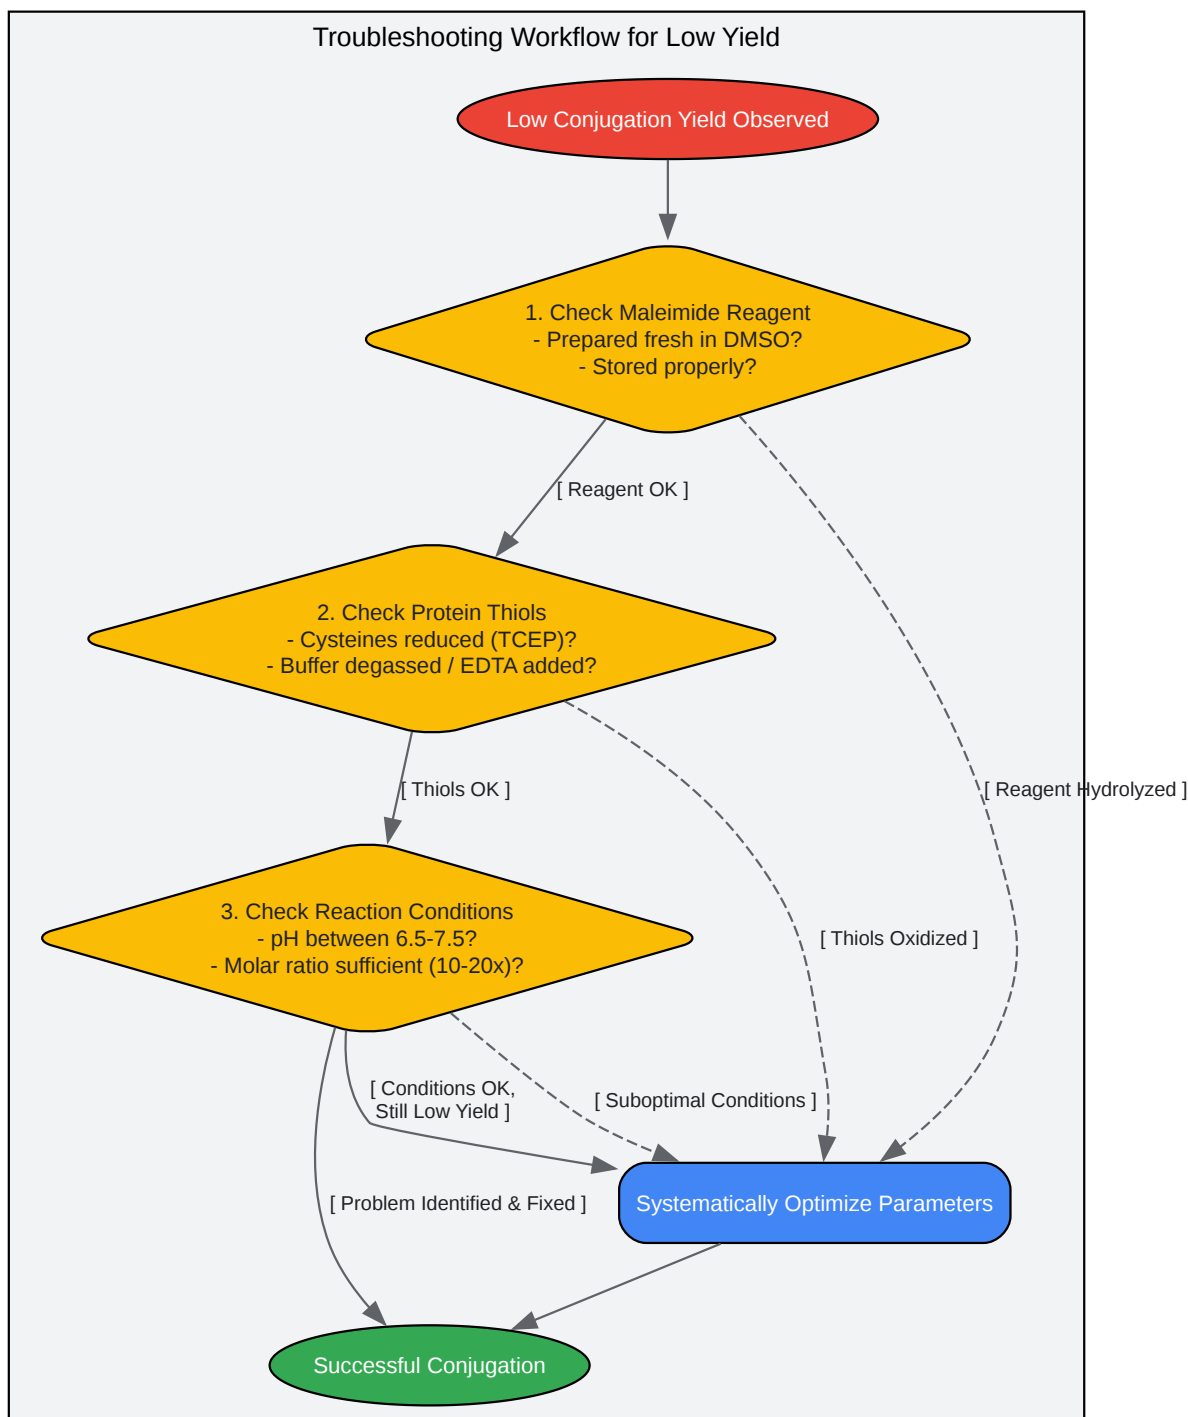 Troubleshooting Workflow for Low Yield
Low Conjugation Yield Observed
1. Check Maleimide Reagent
- Prepared fresh in DMSO?
- Stored properly?
[ Reagent OK ]
2. Check Protein Thiols
- Cysteines reduced (TCEP)?
- Buffer degassed / EDTA added?
[ Thiols OK ]
[ Reagent Hydrolyzed ]
3. Check Reaction Conditions
- pH between 6.5-7.5?
- Molar ratio sufficient (10-20x)?
[ Thiols Oxidized ]
[ Conditions OK,
Still Low Yield ]
[ Suboptimal Conditions ]
[ Problem Identified & Fixed ]
Systematically Optimize Parameters
Successful Conjugation